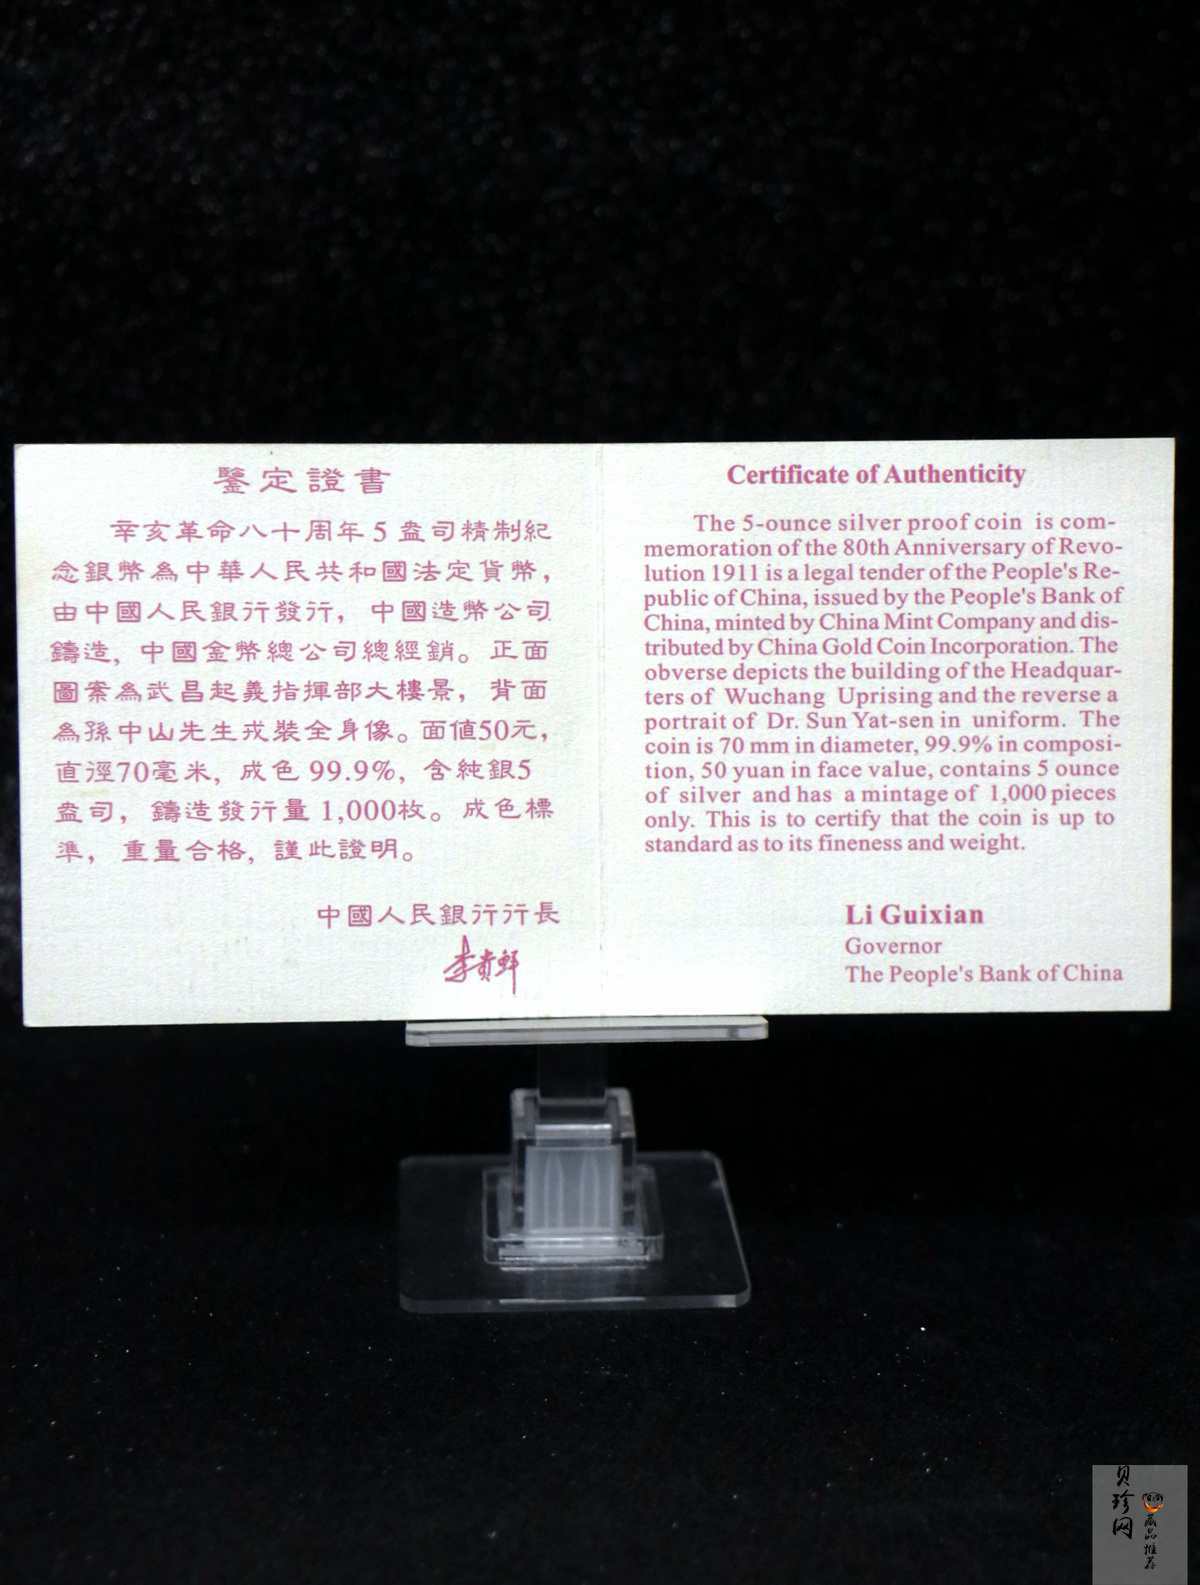 鑒定證書
辛亥革命八十周年5盎司精制紀
念銀幣為中華人民共和國法定貨幣，
由中國人民銀行發行，中國造幣公司
鑄造，中國金幣總公司總經銷。正面
圖案為武昌起義指揮部大樓景，背面
為孫中山先生戎裝全身像。面值50元，
直徑70毫米，成色99.9%，含純銀5
盎司，鑄造發行量1,000枚。成色標
準，重量合格，謹此證明。
中國人民銀行行長
李貴鮮
Certificate of Authenticity
The 5-ounce silver proof coin is com-
memoration of the 80th Anniversary of Revo-
lution 1911 is a legal tender of the People's Re-
public of China, issued by the People's Bank of
China, minted by China Mint Company and dis-
tributed by China Gold Coin Incorporation. The
obverse depicts the building of the Headquar-
ters of Wuchang Uprising and the reverse a
portrait of Dr. Sun Yat-sen in uniform. The
coin is 70 mm in diameter, 99.9% in composi-
tion, 50 yuan in face value, contains 5 ounce
of silver and has a mintage of 1,000 pieces
only. This is to certify that the coin is up to
standard as to its fineness and weight.
Li Guixian
Governor
The People's Bank of China
贝珍网
藏品推荐